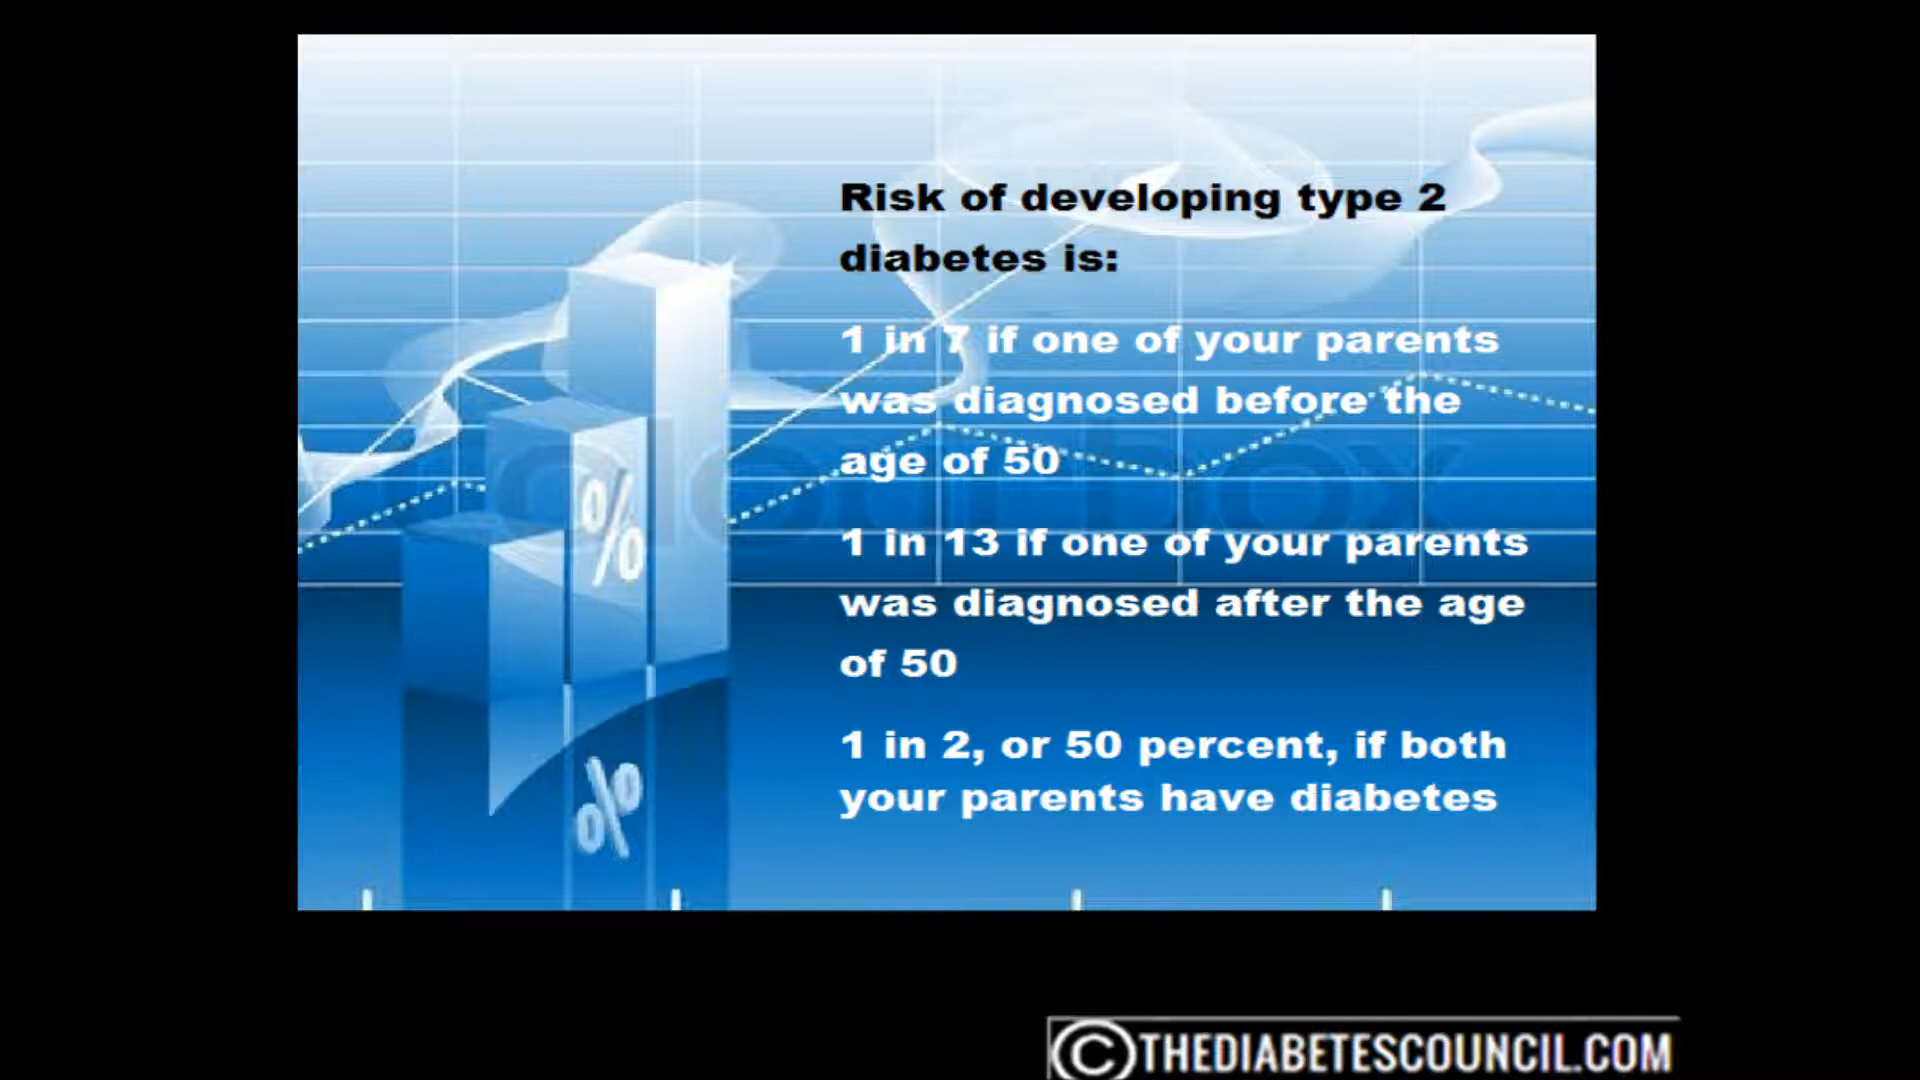 Risk of developing type 2
diabetes is:
1 in 7 if one of your parents
was diagnosed before the
age of 50
1 in 13 if one of your parents
was diagnosed after the age
of 50
1 in 2, or 50 percent, if both
your parents have diabetes
%
%
©THEDIABETESCOUNCIL.COM